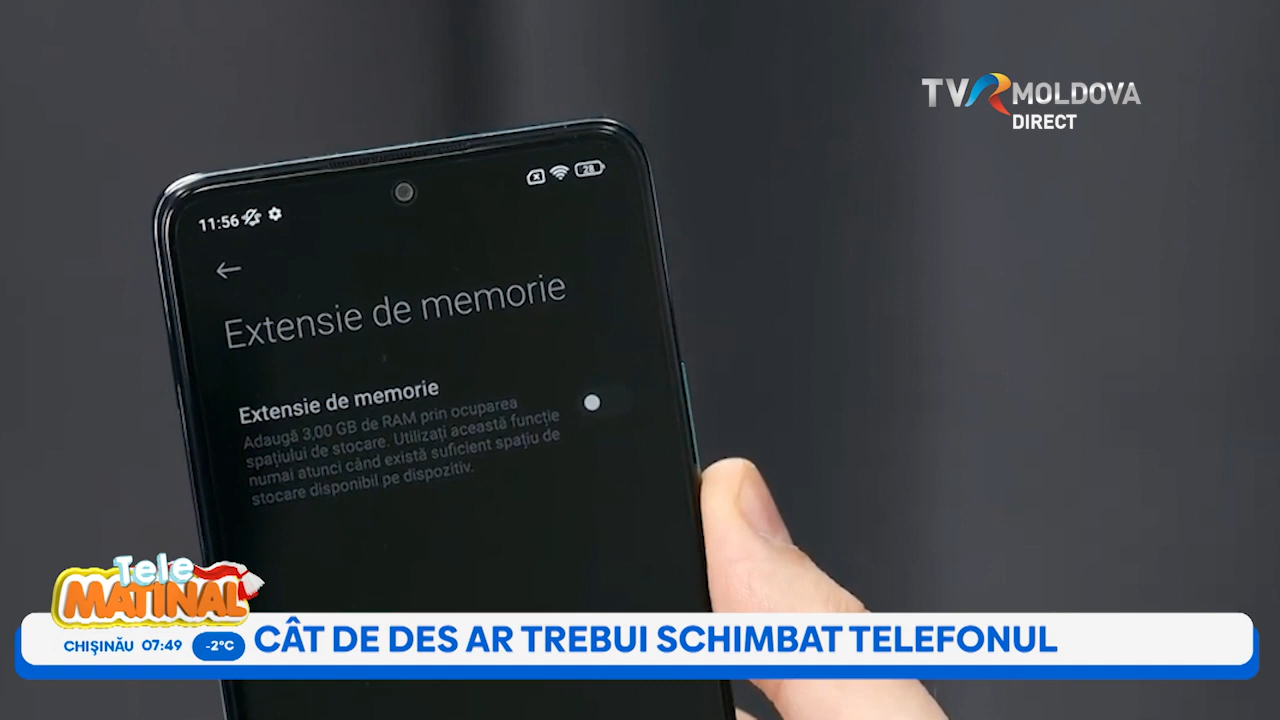 TVR MOLDOVA
DIRECT
11:56
28
Extensie de memorie
Extensie de memorie
Adaugă 3,00 GB de RAM prin ocuparea
spațiului de stocare. Utilizați această funcție
numai atunci când există suficient spațiu de
stocare disponibil pe dispozitiv.
Tele
MATINAL
CHIȘINĂU 07:49 -2°C
CÂT DE DES AR TREBUI SCHIMBAT TELEFONUL